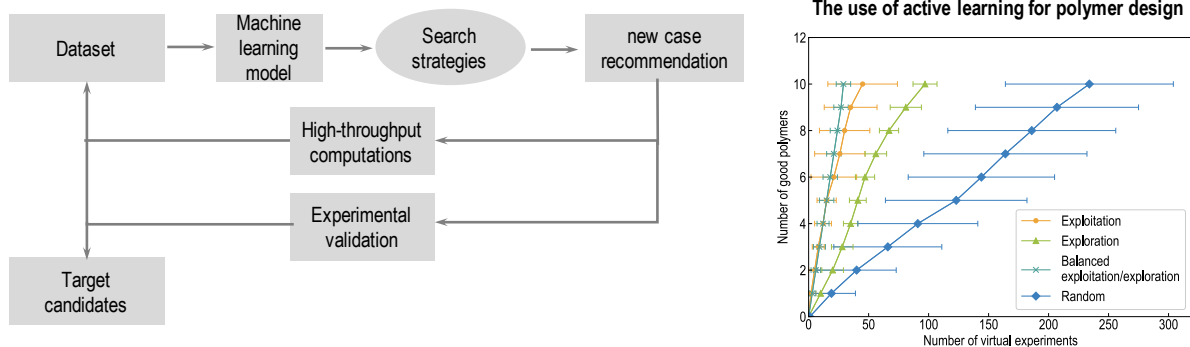 Dataset
Machine
learning
model
Search
strategies
new case
recommendation
High-throughput
computations
Experimental
validation
Target
candidates
The use of active learning for polymer design
Number of good polymers
12
10
8
6
4
2
0
0
50
100
150
200
250
300
Number of virtual experiments
Exploitation
Exploration
Balanced
exploitation/exploration
Random